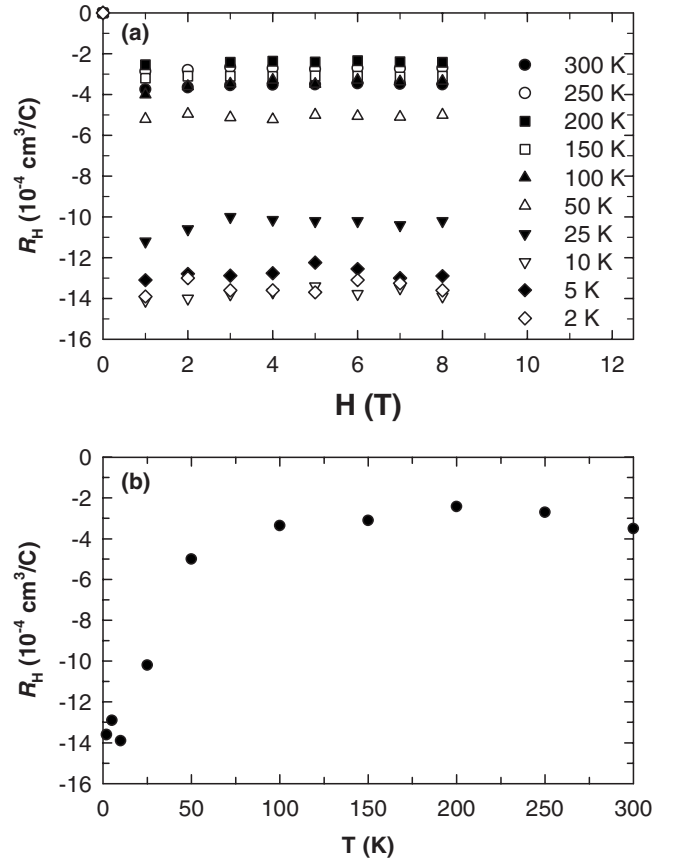 (a)
0
-2
-4
-6
-8
-10
-12
-14
-16
R_H (10^-4 cm^3/C)
300 K
250 K
200 K
150 K
100 K
50 K
25 K
10 K
5 K
2 K
0 2 4 6 8 10 12
H (T)
(b)
0
-2
-4
-6
-8
-10
-12
-14
-16
R_H (10^-4 cm^3/C)
0 50 100 150 200 250 300
T (K)